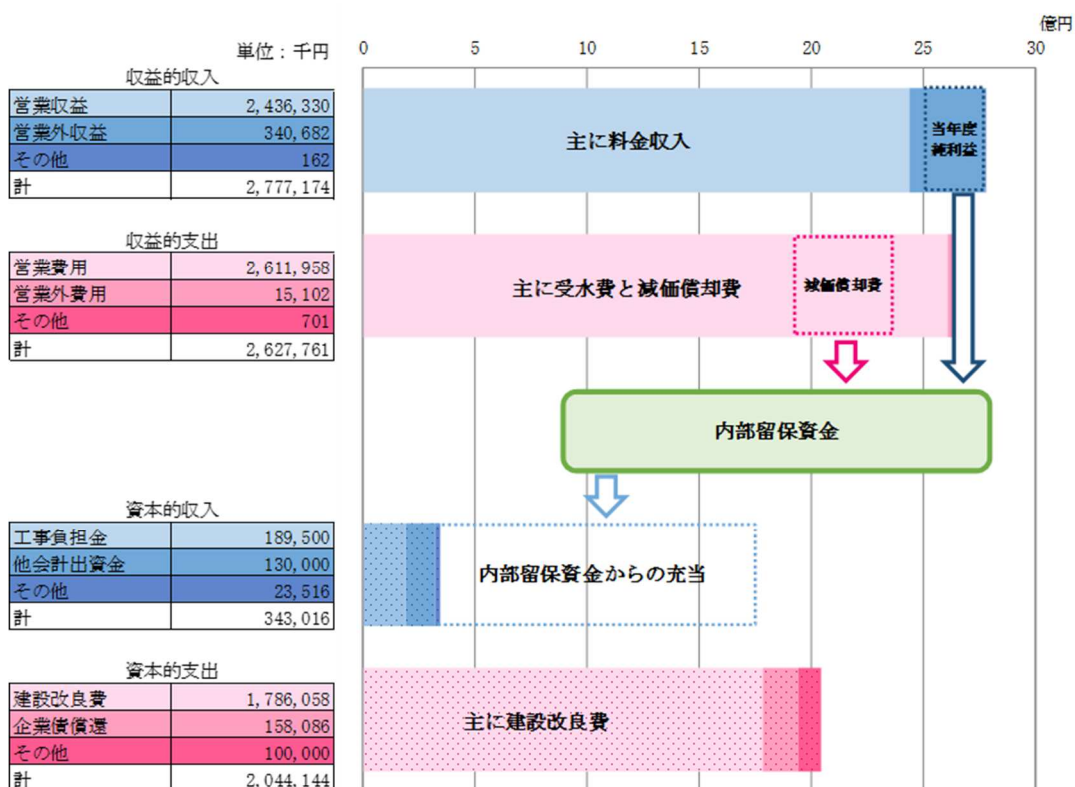 億円
単位：千円
0 5 10 15 20 25 30
収益的収入
営業収益 2,436,330
営業外収益 340,682
その他 162
計 2,777,174
主に料金収入
当年度
純利益
収益的支出
営業費用 2,611,958
営業外費用 15,102
その他 701
計 2,627,761
主に受水費と減価償却費
減価償却費
内部留保資金
資本的収入
工事負担金 189,500
他会計出資金 130,000
その他 23,516
計 343,016
内部留保資金からの充当
資本的支出
建設改良費 1,786,058
企業債償還 158,086
その他 100,000
計 2,044,144
主に建設改良費